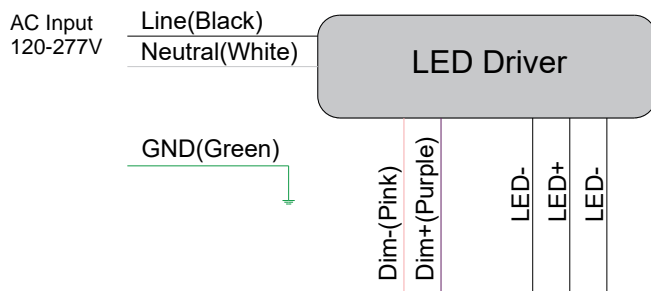 AC Input
120-277V
Line(Black)
Neutral(White)
LED Driver
GND(Green)
Dim-(Pink)
Dim+(Purple)
LED-
LED+
LED-